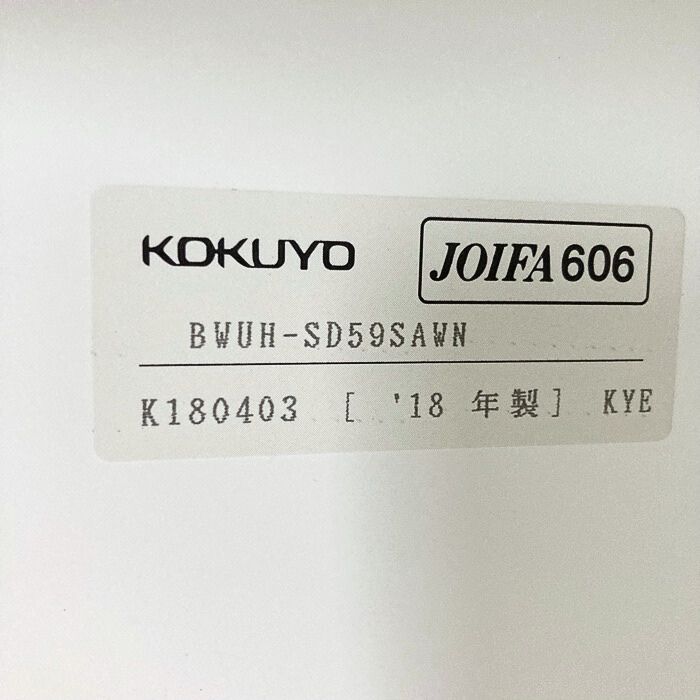 KOKUYO JOIFA606
BWUH-SD59SAWN
K180403 [ '18 年製] KYE